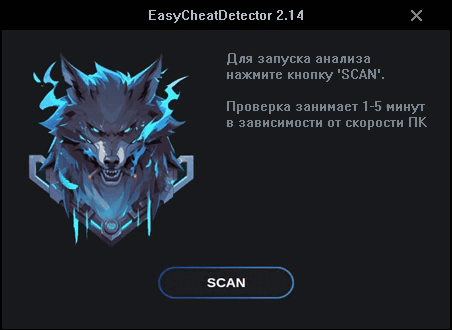 EasyCheatDetector 2.14
Для запуска анализа
нажмите кнопку 'SCAN'.
Проверка занимает 1-5 минут
в зависимости от скорости ПК
SCAN